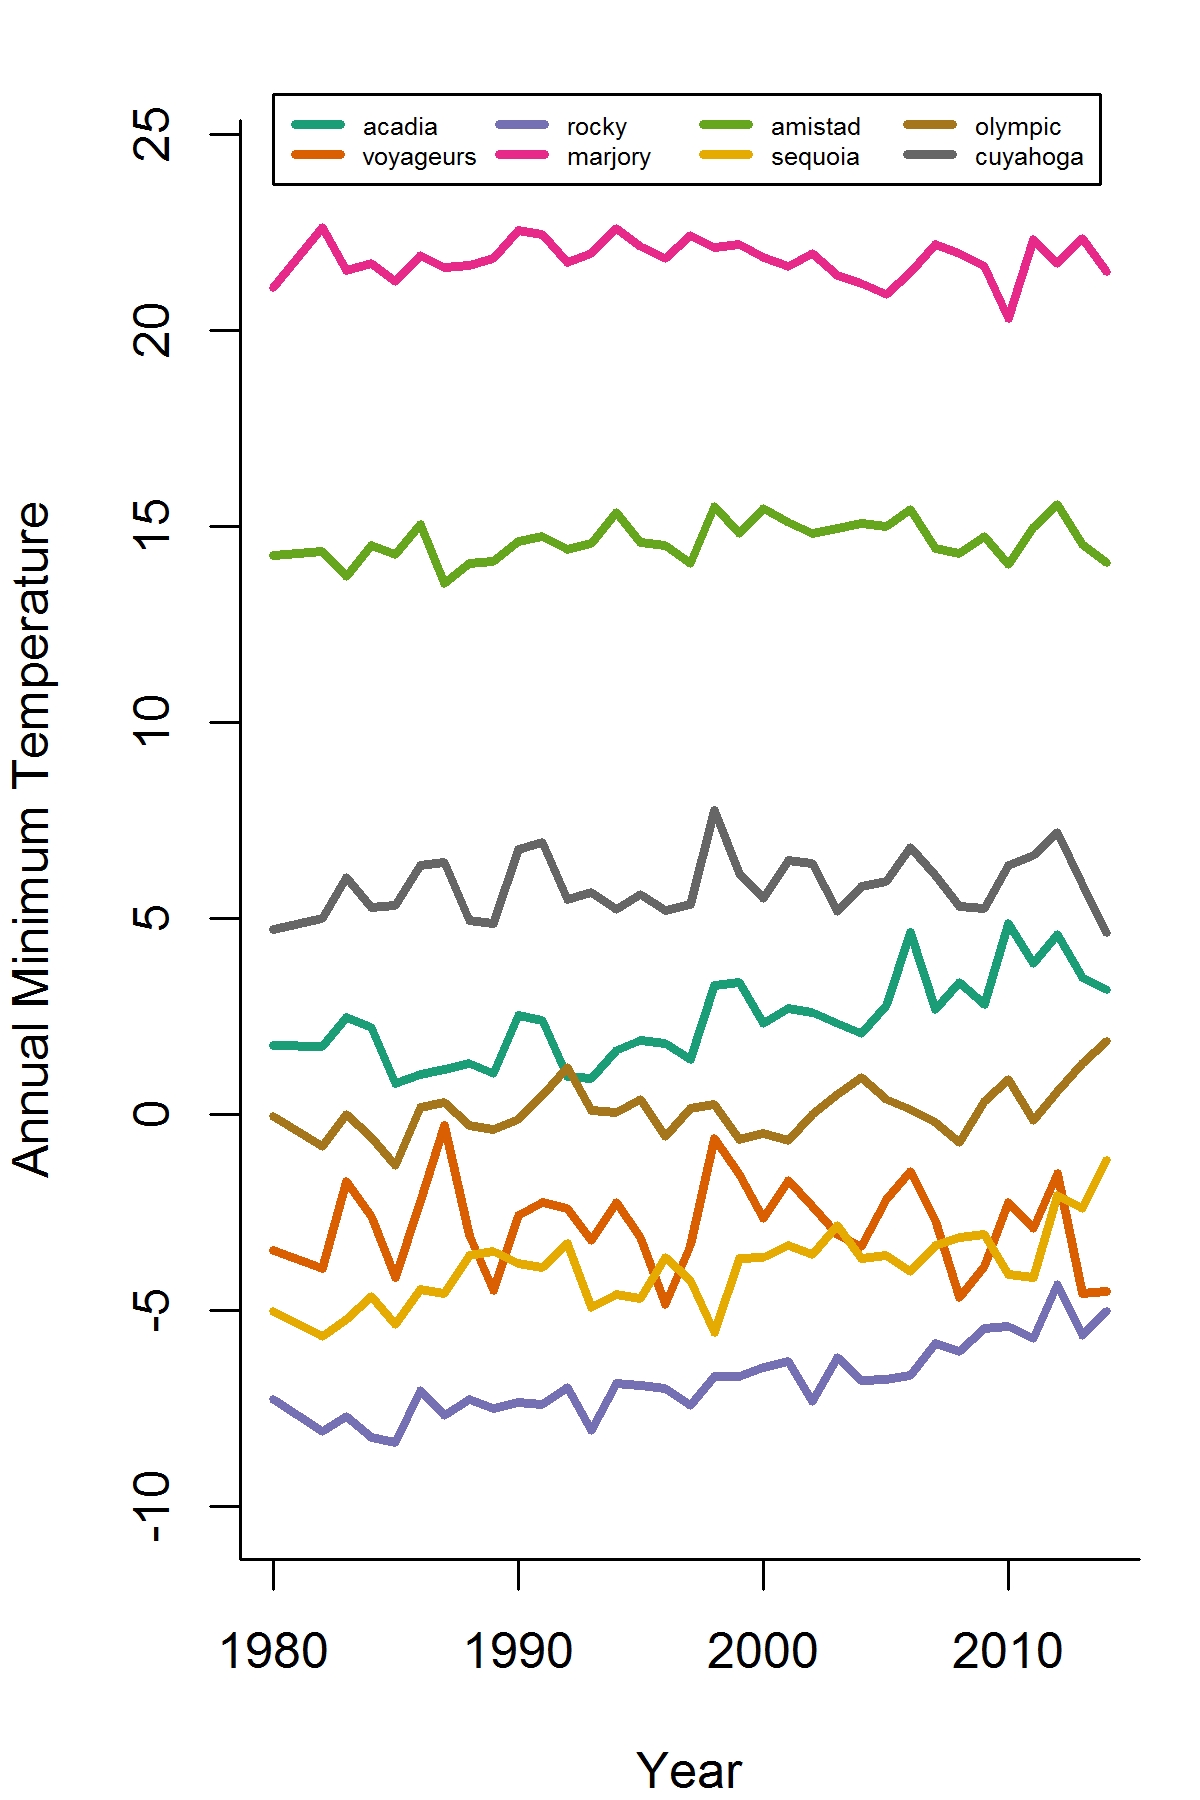 acadia rocky amistad olympic
voyageurs marjory sequoia cuyahoga
25
20
15
10
5
0
-5
-10
Annual Minimum Temperature
1980 1990 2000 2010
Year